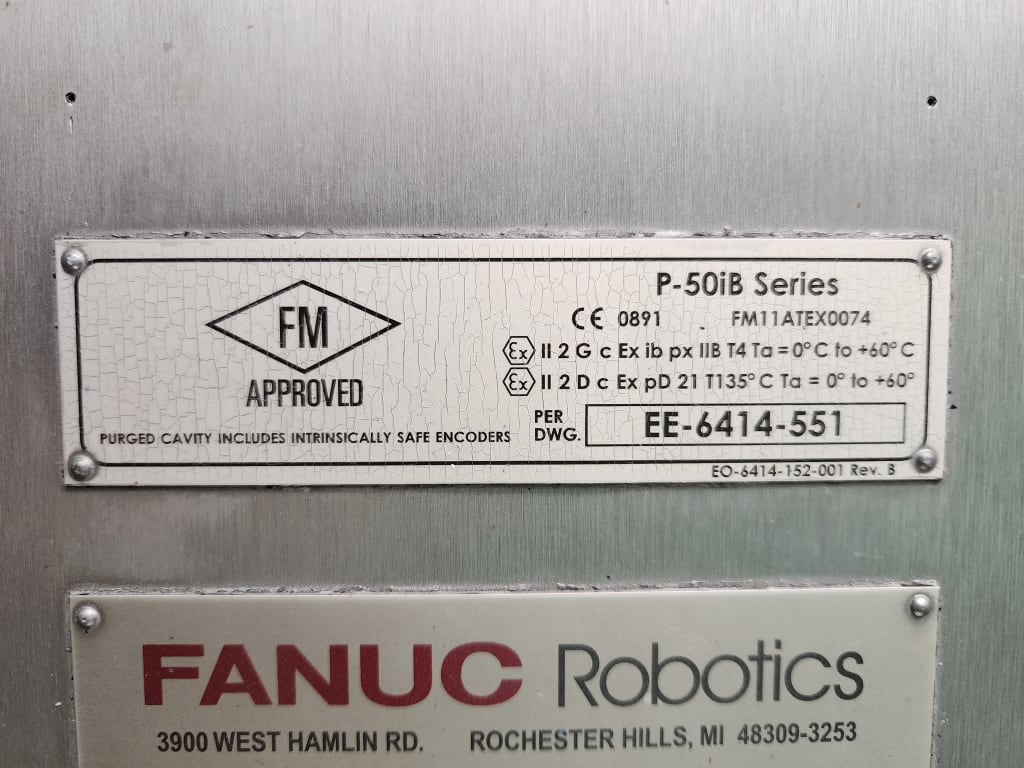 FM
APPROVED
PURGED CAVITY INCLUDES INTRINSICALLY SAFE ENCODERS
P-50iB Series
CE 0891 FM11ATEX0074
Ex II 2 G c Ex ib px IIB T4 Ta = 0°C to +60°C
Ex II 2 D c Ex pD 21 T135°C Ta = 0° to +60°
PER DWG. EE-6414-551
EO-6414-152-001 Rev. B
FANUC Robotics
3900 WEST HAMLIN RD. ROCHESTER HILLS, MI 48309-3253